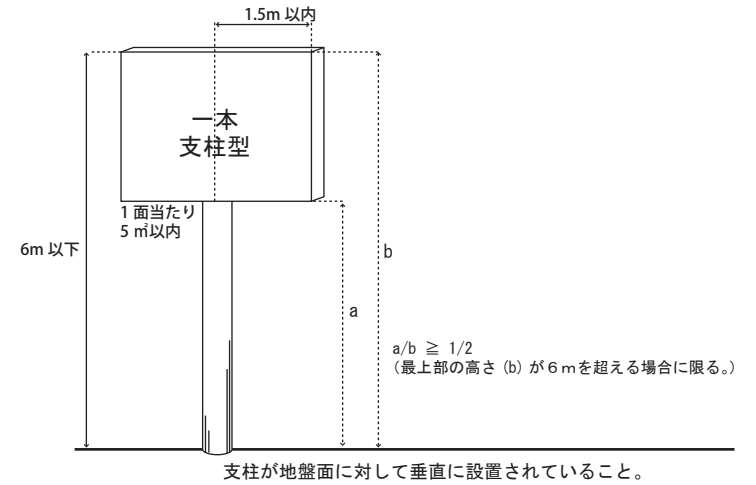 1.5m 以内
一本
支柱型
1 面当たり
5 ㎡以内
6m 以下
b
a
a/b ≧ 1/2
(最上部の高さ (b) が６ｍを超える場合に限る。)
支柱が地盤面に対して垂直に設置されていること。